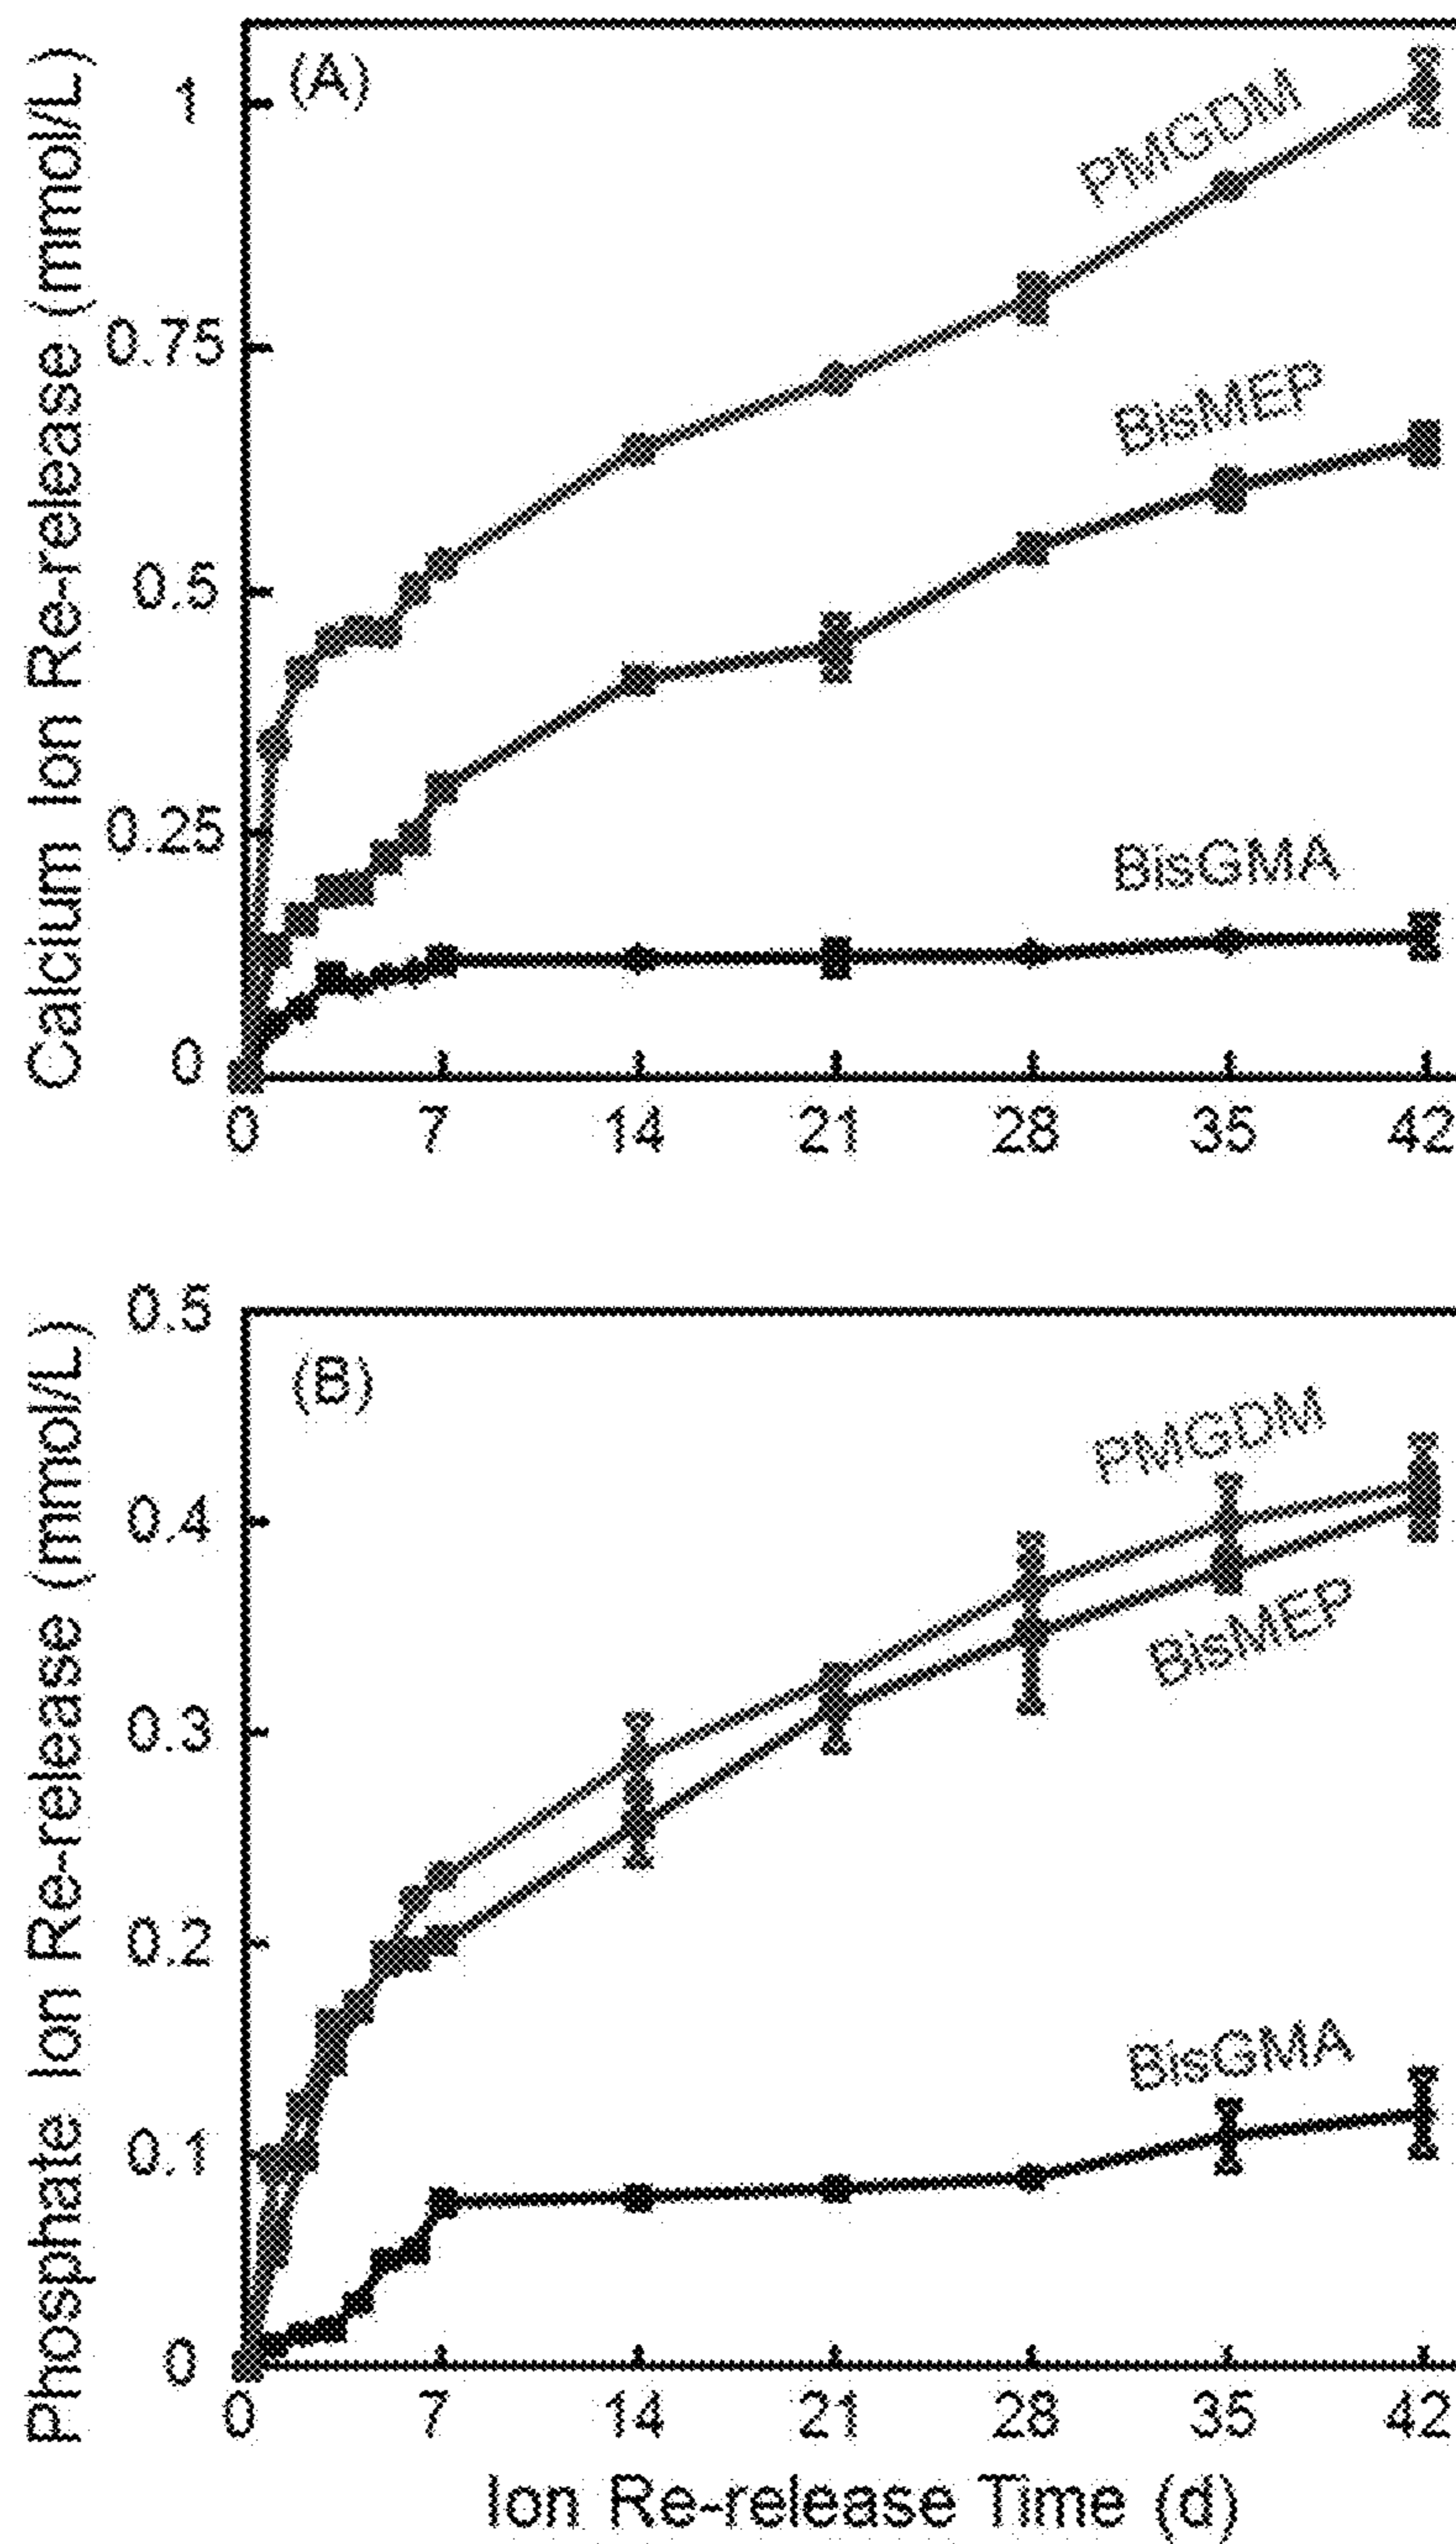 Calcium Ion Re-release (mmol/L)
(A)
1
0.75
0.5
0.25
0
PMGDM
BisMEP
BisGMA
0 7 14 21 28 35 42
Phosphate Ion Re-release (mmol/L)
0.5
(B)
0.4
0.3
0.2
0.1
0
PMGDM
BisMEP
BisGMA
0 7 14 21 28 35 42
Ion Re-release Time (d)